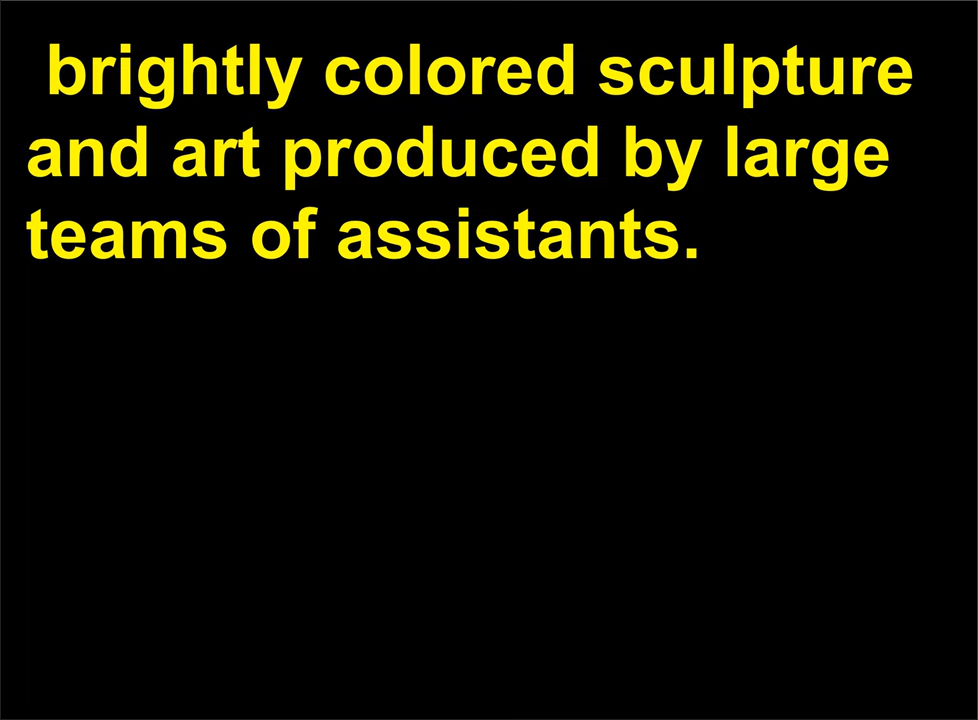 brightly colored sculpture
and art produced by large
teams of assistants.